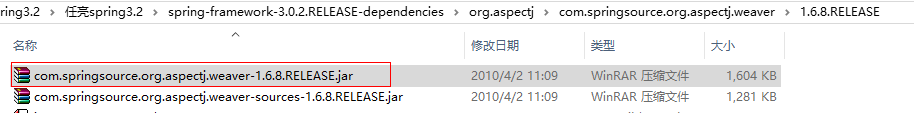 ring3.2 › 任亮spring3.2 › spring-framework-3.0.2.RELEASE-dependencies › org.aspectj › com.springsource.org.aspectj.weaver › 1.6.8.RELEASE
名称 修改日期 类型 大小
com.springsource.org.aspectj.weaver-1.6.8.RELEASE.jar 2010/4/2 11:09 WinRAR 压缩文件 1,604 KB
com.springsource.org.aspectj.weaver-sources-1.6.8.RELEASE.jar 2010/4/2 11:09 WinRAR 压缩文件 1,281 KB